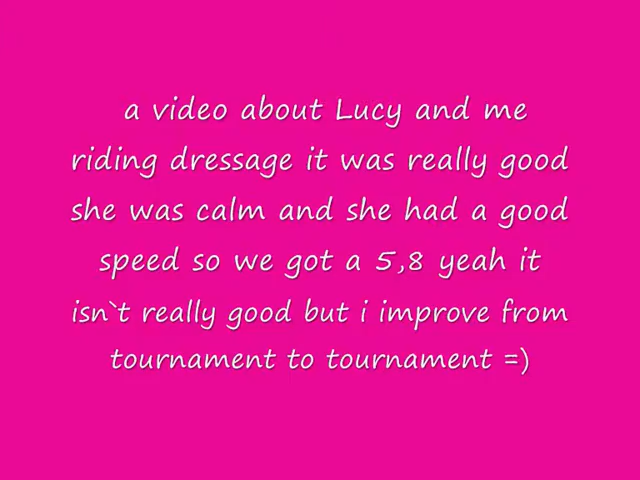 a video about Lucy and me
riding dressage it was really good
she was calm and she had a good
speed so we got a 5,8 yeah it
isn`t really good but i improve from
tournament to tournament =)